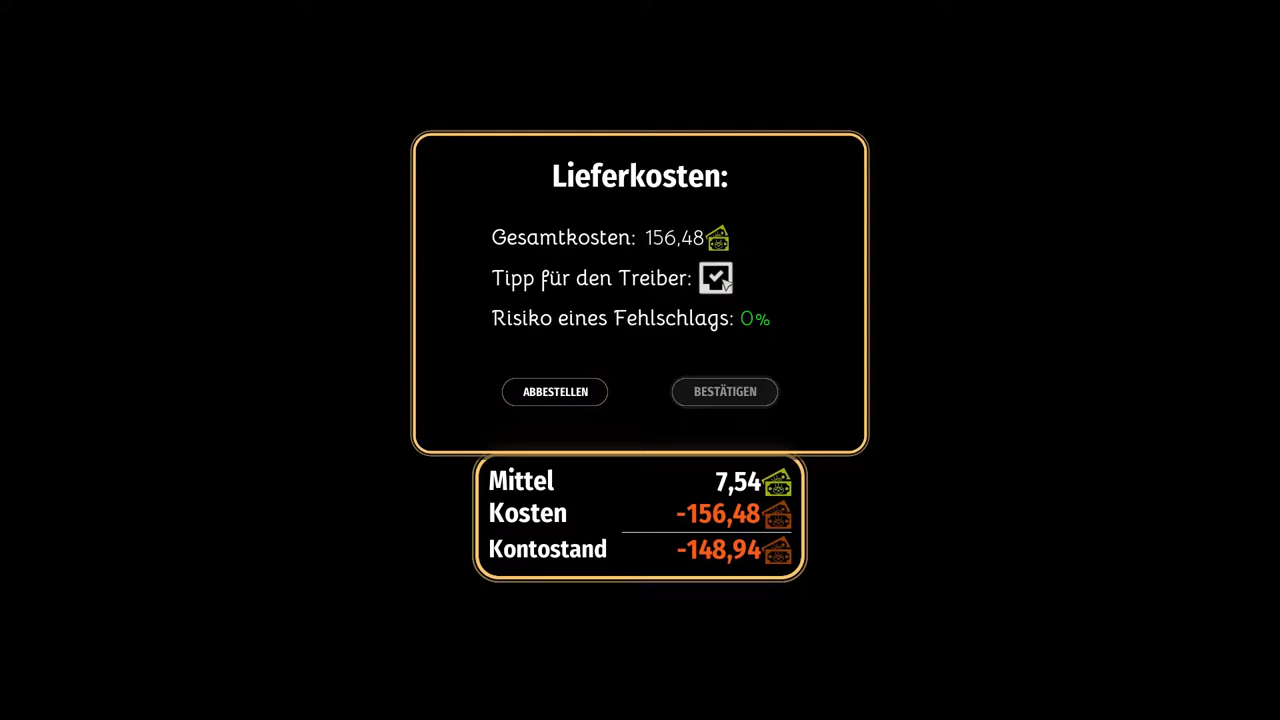 Lieferkosten:
Gesamtkosten: 156,48
Tipp für den Treiber:
Risiko eines Fehlschlags: 0%
ABBESTELLEN BESTÄTIGEN
Mittel 7,54
Kosten -156,48
Kontostand -148,94